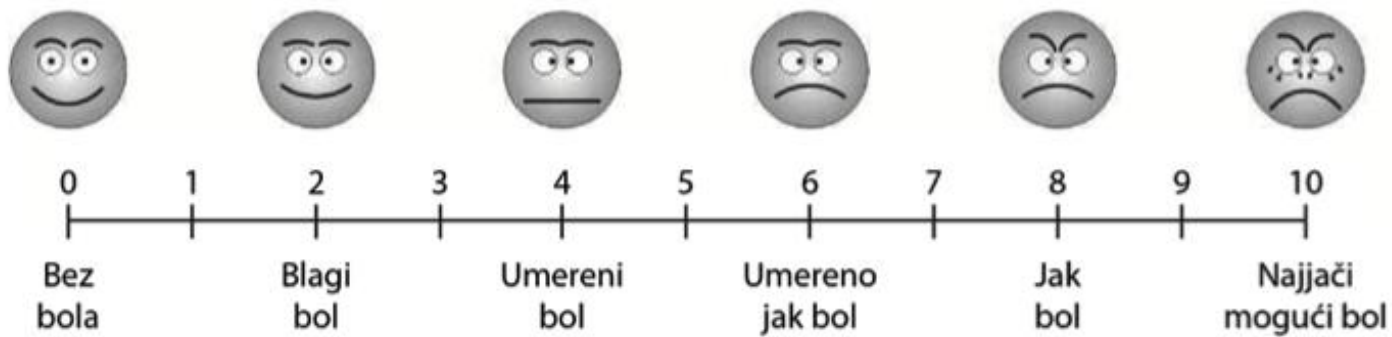 0 1 2 3 4 5 6 7 8 9 10
Bez bola
Blagi bol
Umereni bol
Umereno jak bol
Jak bol
Najjači mogući bol